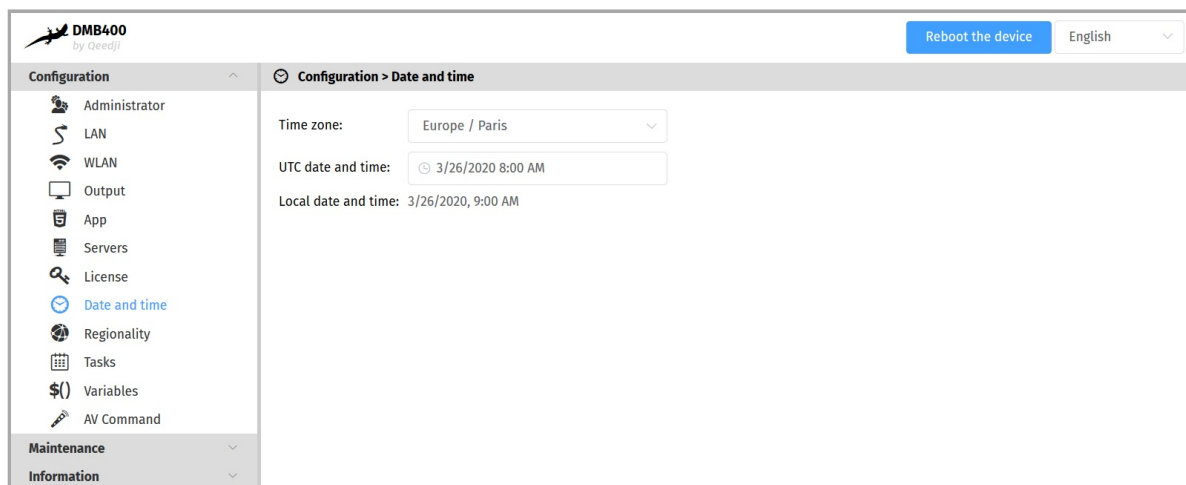 DMB400
by Qeedji
Reboot the device
English
Configuration
Administrator
LAN
WLAN
Output
App
Servers
License
Date and time
Regionality
Tasks
$() Variables
AV Command
Maintenance
Information
Configuration > Date and time
Time zone: Europe / Paris
UTC date and time: 3/26/2020 8:00 AM
Local date and time: 3/26/2020, 9:00 AM